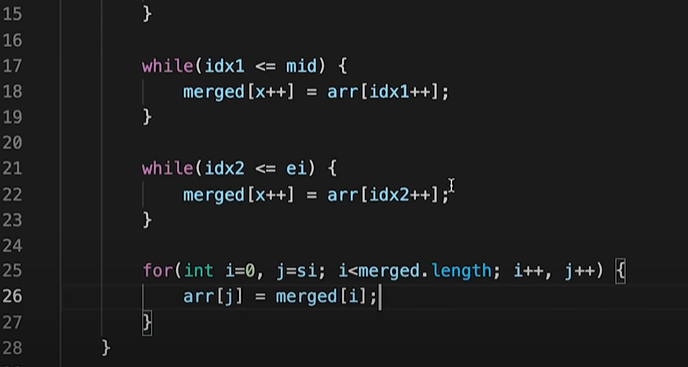 15 }
16
17 while(idx1 <= mid) {
18 merged[x++] = arr[idx1++];
19 }
20
21 while(idx2 <= ei) {
22 merged[x++] = arr[idx2++];
23 }
24
25 for(int i=0, j=si; i<merged.length; i++, j++) {
26 arr[j] = merged[i];
27 }
28 }